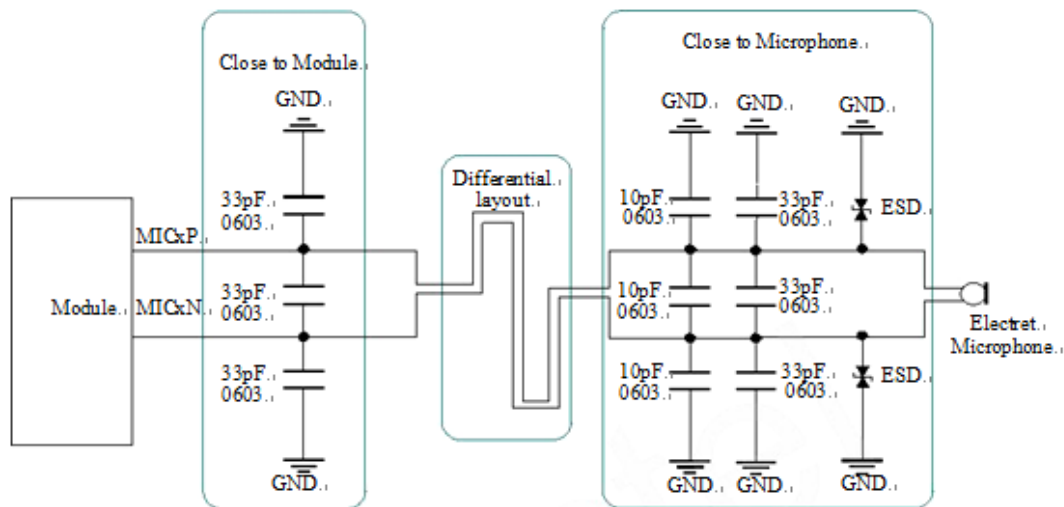 Close to Module
GND
33pF
0603
MICxP
Module
MICxN
33pF
0603
33pF
0603
GND
Differential
layout
Close to Microphone
GND
GND
GND
10pF
0603
33pF
0603
ESD
10pF
0603
33pF
0603
Electret
Microphone
10pF
0603
33pF
0603
ESD
GND
GND
GND